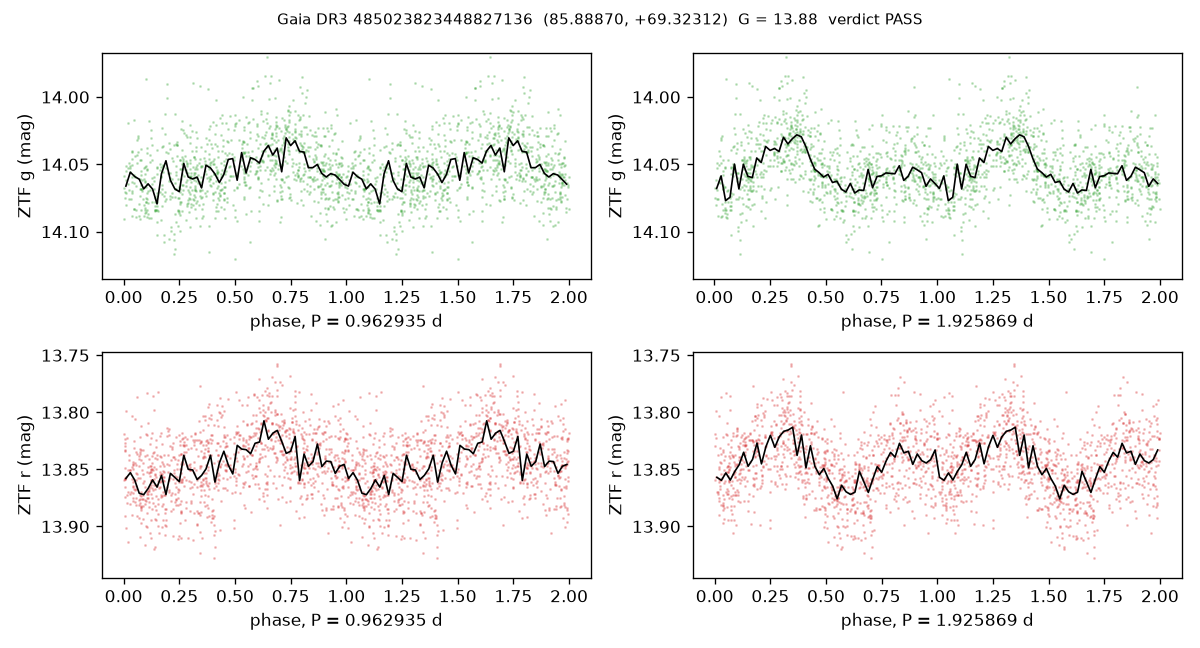 Gaia DR3 485023823448827136  (85.88870, +69.32312)  G = 13.88  verdict PASS
ZTF g (mag)
14.00
14.05
14.10
0.00 0.25 0.50 0.75 1.00 1.25 1.50 1.75 2.00
phase, P = 0.962935 d
ZTF g (mag)
14.00
14.05
14.10
0.00 0.25 0.50 0.75 1.00 1.25 1.50 1.75 2.00
phase, P = 1.925869 d
ZTF r (mag)
13.75
13.80
13.85
13.90
0.00 0.25 0.50 0.75 1.00 1.25 1.50 1.75 2.00
phase, P = 0.962935 d
ZTF r (mag)
13.75
13.80
13.85
13.90
0.00 0.25 0.50 0.75 1.00 1.25 1.50 1.75 2.00
phase, P = 1.925869 d